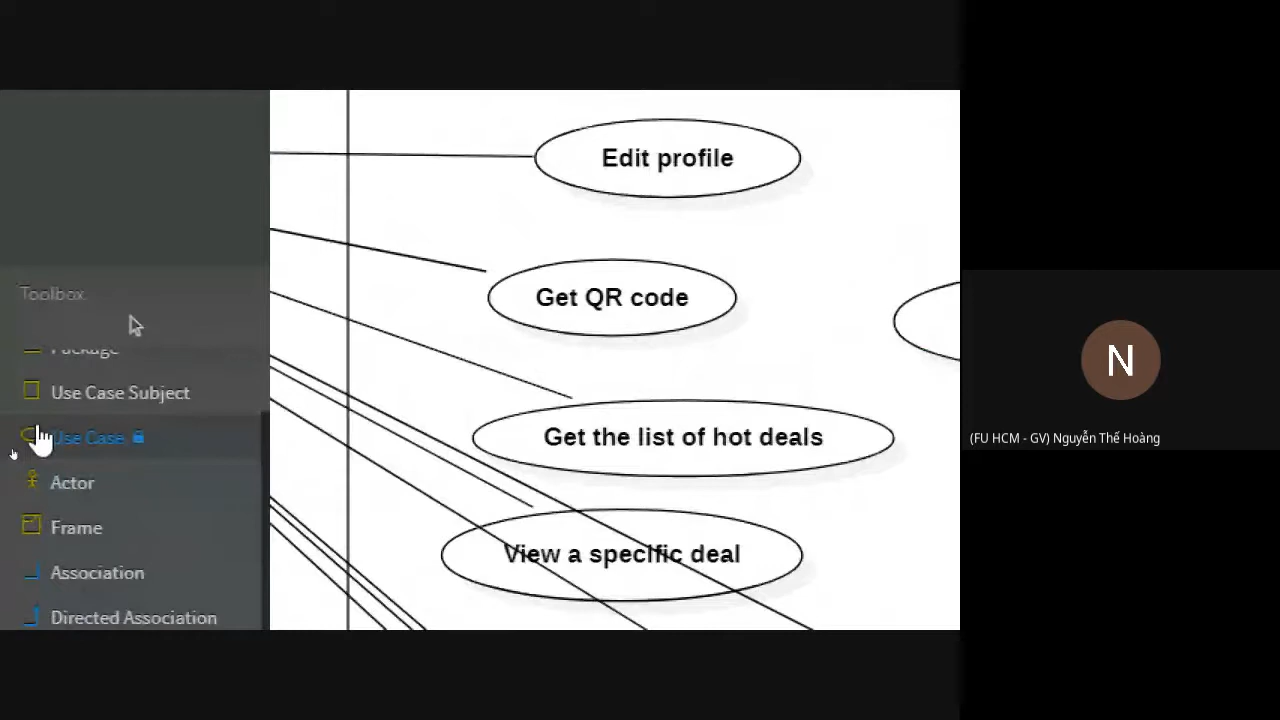 Toolbox
Package
Use Case Subject
Use Case
Actor
Frame
Association
Directed Association
Edit profile
Get QR code
Get the list of hot deals
View a specific deal
N
(FU HCM - GV) Nguyễn Thế Hoàng